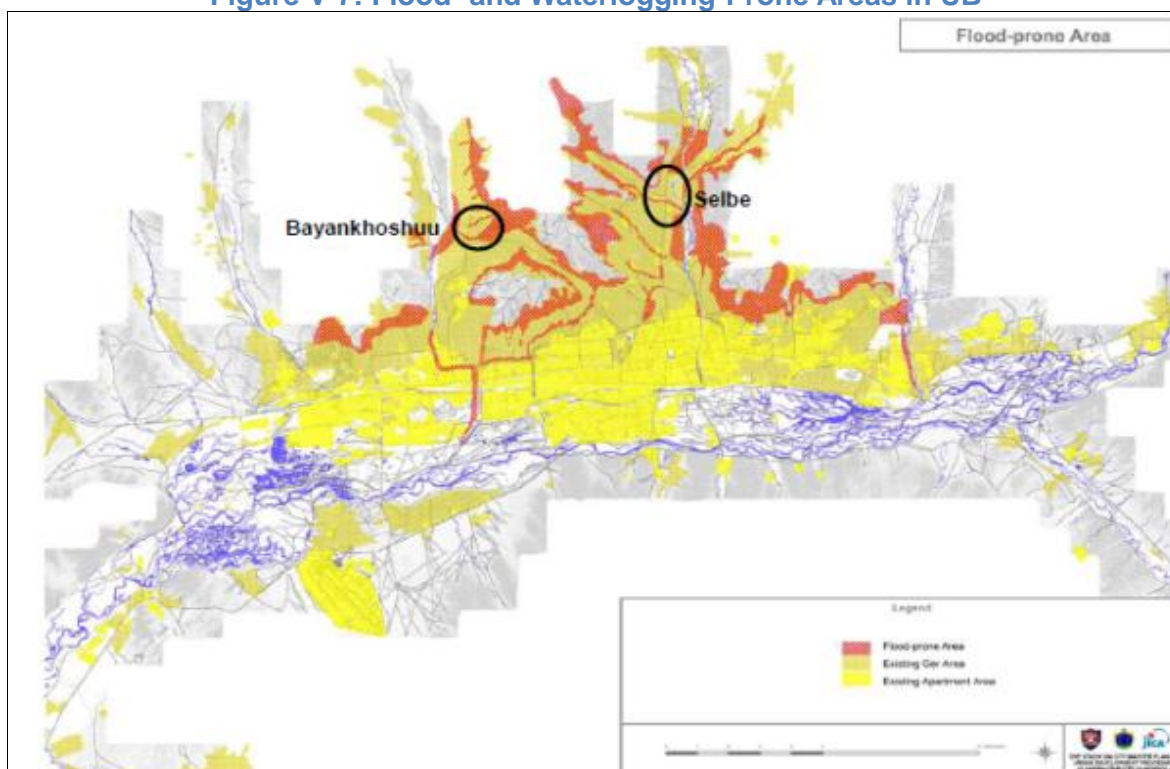 Figure V-7: Flood- and Waterlogging Prone Areas in UB
Flood-prone Area
Selbe
Bayankhoshuu
Legend
Flood-prone Area
Existing Ger Area
Existing Apartment Area
JICA